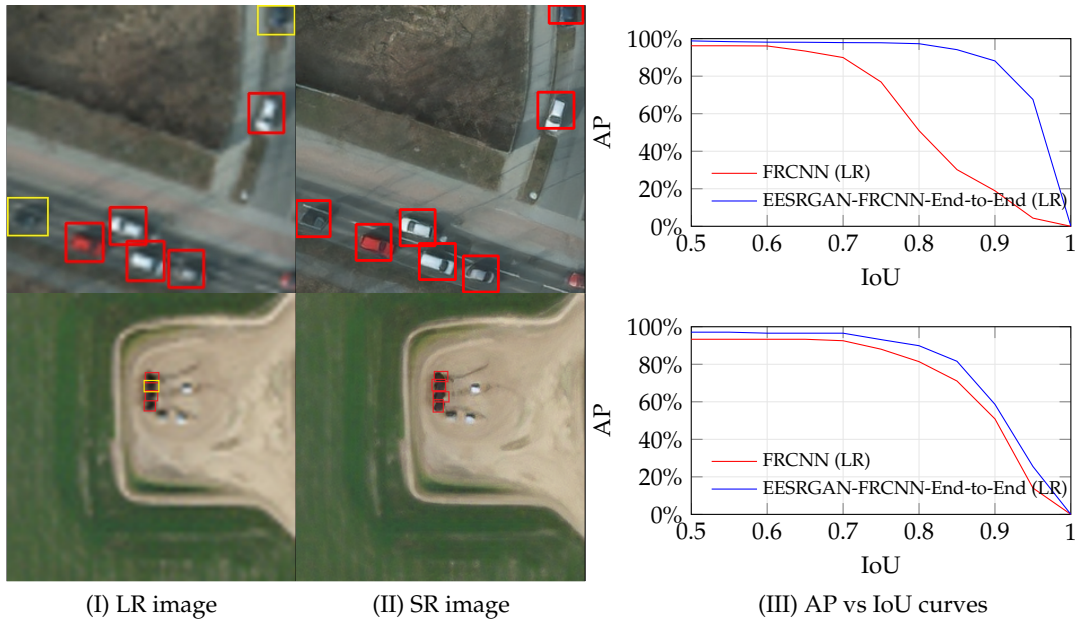 100%
80%
60%
40%
20%
0%
AP
FRCNN (LR)
EESRGAN-FRCNN-End-to-End (LR)
0.5 0.6 0.7 0.8 0.9 1
IoU
100%
80%
60%
40%
20%
0%
AP
FRCNN (LR)
EESRGAN-FRCNN-End-to-End (LR)
0.5 0.6 0.7 0.8 0.9 1
IoU
(I) LR image (II) SR image (III) AP vs IoU curves